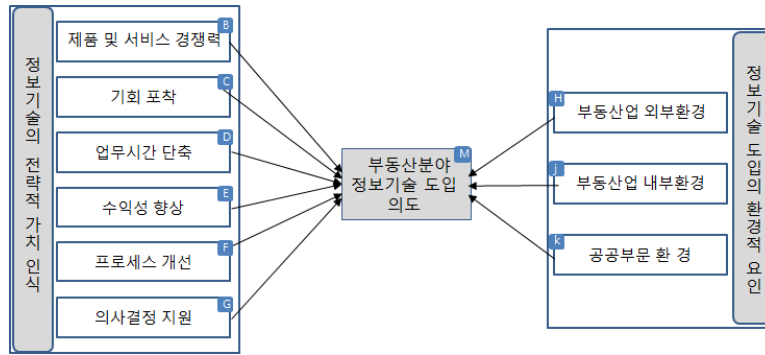 정보기술의 전략적 가치 인식
제품 및 서비스 경쟁력
B
기회 포착
C
업무시간 단축
D
수익성 향상
E
프로세스 개선
F
의사결정 지원
G
부동산분야
정보기술 도입
의도
M
부동산업 외부환경
H
부동산업 내부환경
j
공공부문 환 경
k
정보기술 도입의 환경적 요인